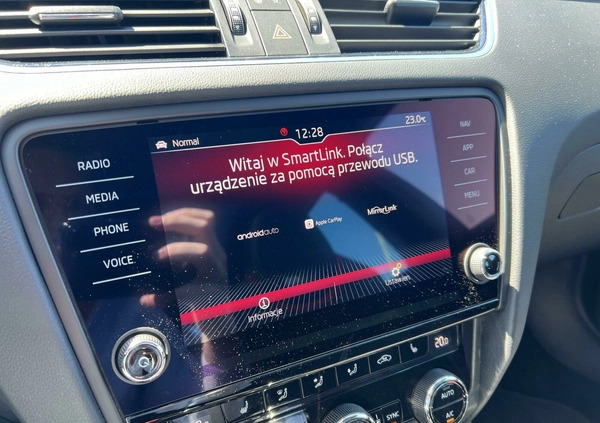 Normal
12:28
23.0℃
Witaj w SmartLink. Połącz
urządzenie za pomocą przewodu USB.
androidauto
Apple CarPlay
MirrorLink
Informacje
Ustawien.
RADIO
MEDIA
PHONE
VOICE
NAV
APP
CAR
MENU
20.0
SYNC
AUTO
A/C